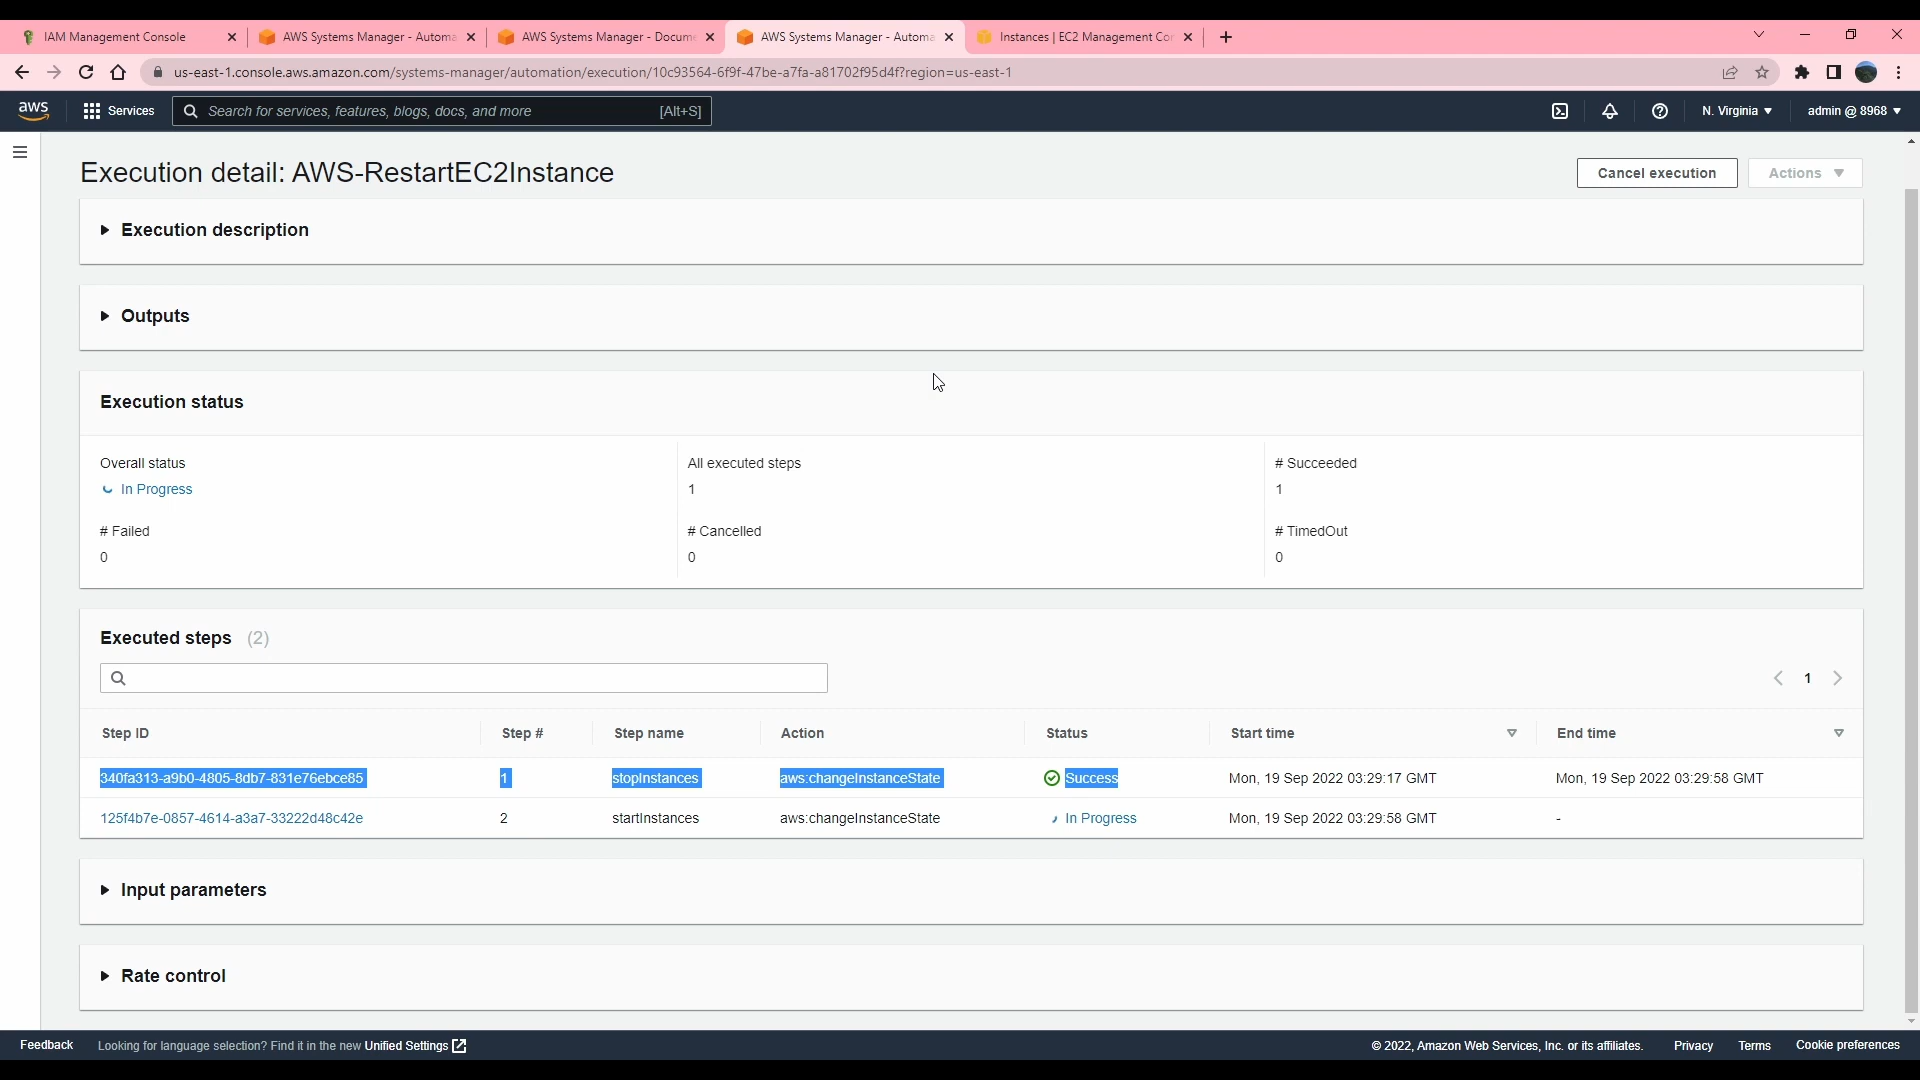 IAM Management Console
AWS Systems Manager - Automa
AWS Systems Manager - Docume
AWS Systems Manager - Automa
Instances | EC2 Management Con
us-east-1.console.aws.amazon.com/systems-manager/automation/execution/10c93564-6f9f-47be-a7fa-a81702f95d4f?region=us-east-1
aws
Services
Search for services, features, blogs, docs, and more
[Alt+S]
N. Virginia
admin @ 8968
Execution detail: AWS-RestartEC2Instance
Cancel execution
Actions
Execution description
Outputs
Execution status
Overall status
All executed steps
# Succeeded
In Progress
1
1
# Failed
# Cancelled
# TimedOut
0
0
0
Executed steps (2)
1
Step ID Step # Step name Action Status Start time End time
340fa313-a9b0-4805-8db7-831e76ebce85 1 stopInstances aws:changeInstanceState Success Mon, 19 Sep 2022 03:29:17 GMT Mon, 19 Sep 2022 03:29:58 GMT
125f4b7e-0857-4614-a3a7-33222d48c42e 2 startInstances aws:changeInstanceState In Progress Mon, 19 Sep 2022 03:29:58 GMT -
Input parameters
Rate control
Feedback
Looking for language selection? Find it in the new Unified Settings
© 2022, Amazon Web Services, Inc. or its affiliates.
Privacy
Terms
Cookie preferences